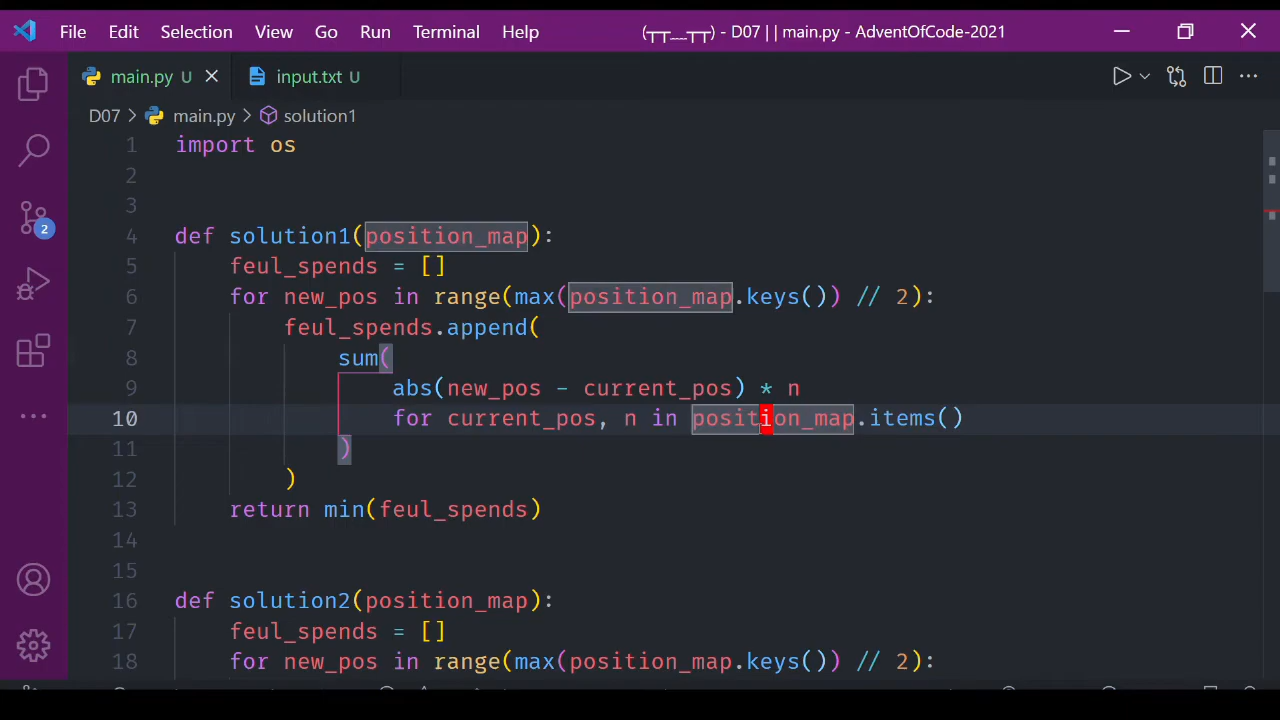 File Edit Selection View Go Run Terminal Help (┬┬﹏┬┬) - D07 | | main.py - AdventOfCode-2021
main.py U input.txt U
D07 > main.py > solution1
1 import os
2
3
4 def solution1(position_map):
5 feul_spends = []
6 for new_pos in range(max(position_map.keys()) // 2):
7 feul_spends.append(
8 sum(
9 abs(new_pos - current_pos) * n
10 for current_pos, n in position_map.items()
11 )
12 )
13 return min(feul_spends)
14
15
16 def solution2(position_map):
17 feul_spends = []
18 for new_pos in range(max(position_map.keys()) // 2):
2